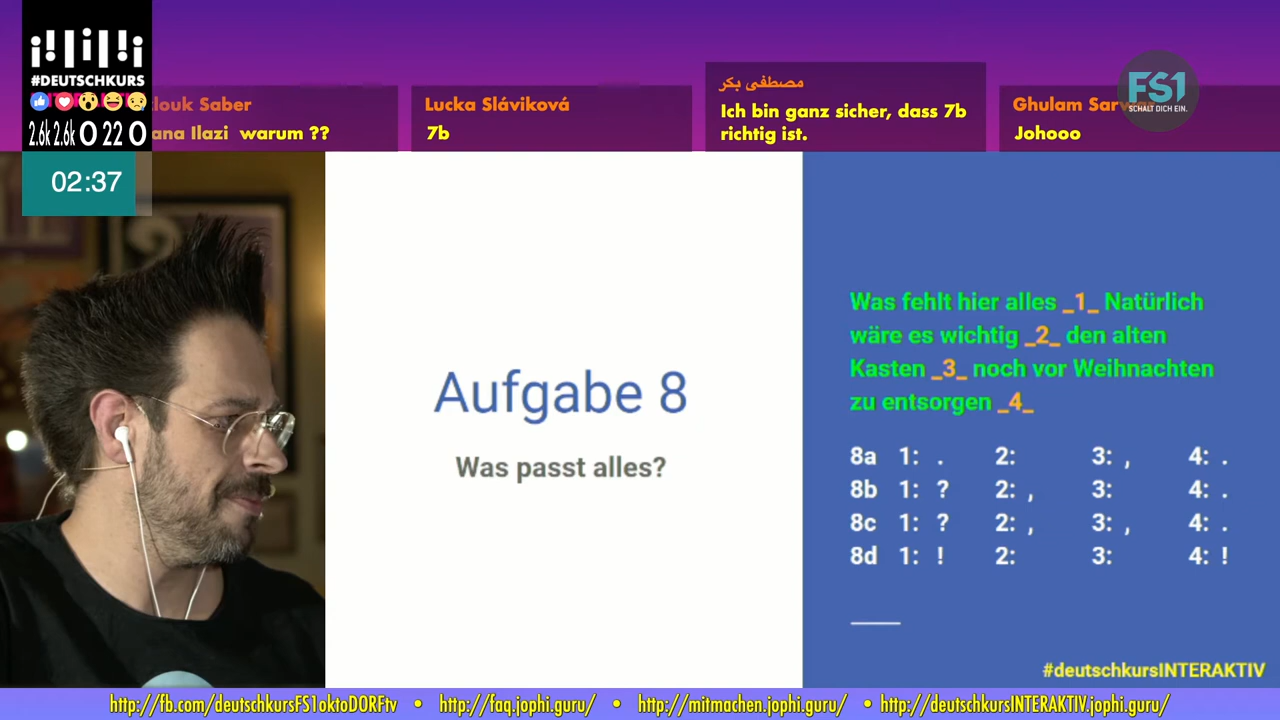 #DEUTSCHKURS
2.6k 2.6k 0 22 0
02:37
louk Saber
ana Ilazi warum ??
Lucka Sláviková
7b
مصطفى بكر
Ich bin ganz sicher, dass 7b
richtig ist.
Ghulam
Johooo
FS1
SCHALT DICH EIN.
Aufgabe 8
Was passt alles?
Was fehlt hier alles _1_ Natürlich
wäre es wichtig _2_ den alten
Kasten _3_ noch vor Weihnachten
zu entsorgen _4_
8a 1: . 2: 3: , 4: .
8b 1: ? 2: , 3: 4: .
8c 1: ? 2: , 3: , 4: .
8d 1: ! 2: 3: 4: !
#deutschkursINTERAKTIV
http://fb.com/deutschkursFS1oktoDORFtv • http://faq.jophi.guru/ • http://mitmachen.jophi.guru/ • http://deutschkursINTERAKTIV.jophi.guru/